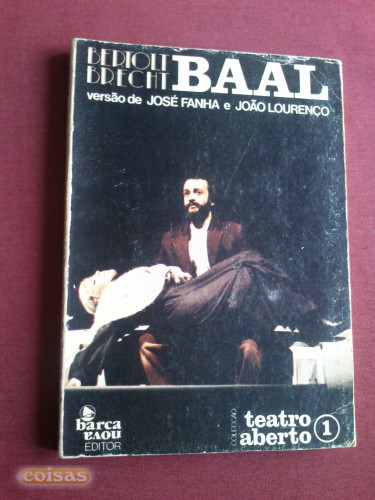 BERTOLT
BRECHT
BAAL
versão de JOSÉ FANHA e JOÃO LOURENÇO
barca
nova
EDITOR
COLECÇÃO
teatro
aberto
1
coisas